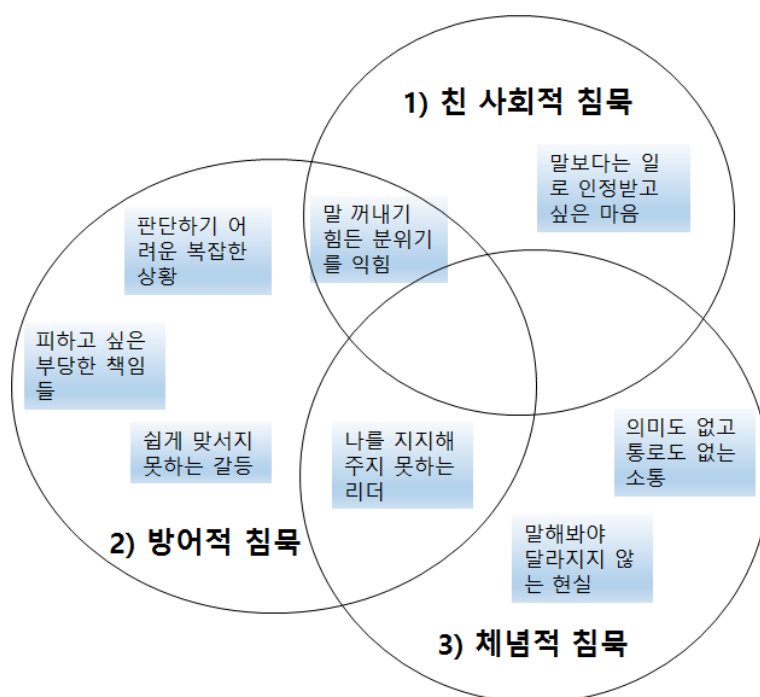 1) 친 사회적 침묵
말보다는 일
로 인정받고
싶은 마음
판단하기 어
려운 복잡한
상황
말 꺼내기
힘든 분위기
를 익힘
피하고 싶은
부당한 책임
들
쉽게 맞서지
못하는 갈등
나를 지지해
주지 못하는
리더
의미도 없고
통로도 없는
소통
2) 방어적 침묵
말해봐야
달라지지 않
는 현실
3) 체념적 침묵